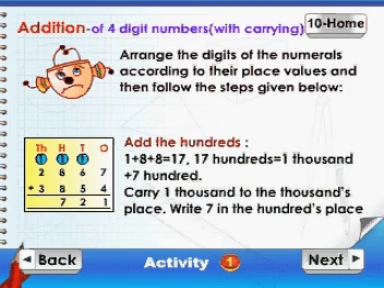 Addition-of 4 digit numbers(with carrying)
10-Home
Arrange the digits of the numerals
according to their place values and
then follow the steps given below:
Th H T O
1 1 1
2 8 6 7
+ 3 8 5 4
7 2 1
Add the hundreds :
1+8+8=17, 17 hundreds=1 thousand
+7 hundred.
Carry 1 thousand to the thousand's
place. Write 7 in the hundred's place
Back
Activity 1
Next